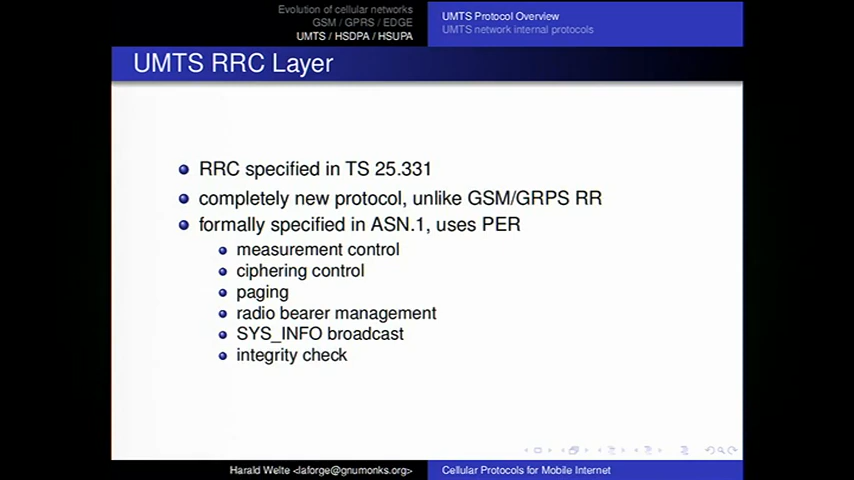 Evolution of cellular networks
GSM / GPRS / EDGE
UMTS / HSDPA / HSUPA
UMTS Protocol Overview
UMTS network internal protocols
UMTS RRC Layer
RRC specified in TS 25.331
completely new protocol, unlike GSM/GRPS RR
formally specified in ASN.1, uses PER
measurement control
ciphering control
paging
radio bearer management
SYS_INFO broadcast
integrity check
Harald Welte <laforge@gnumonks.org>
Cellular Protocols for Mobile Internet